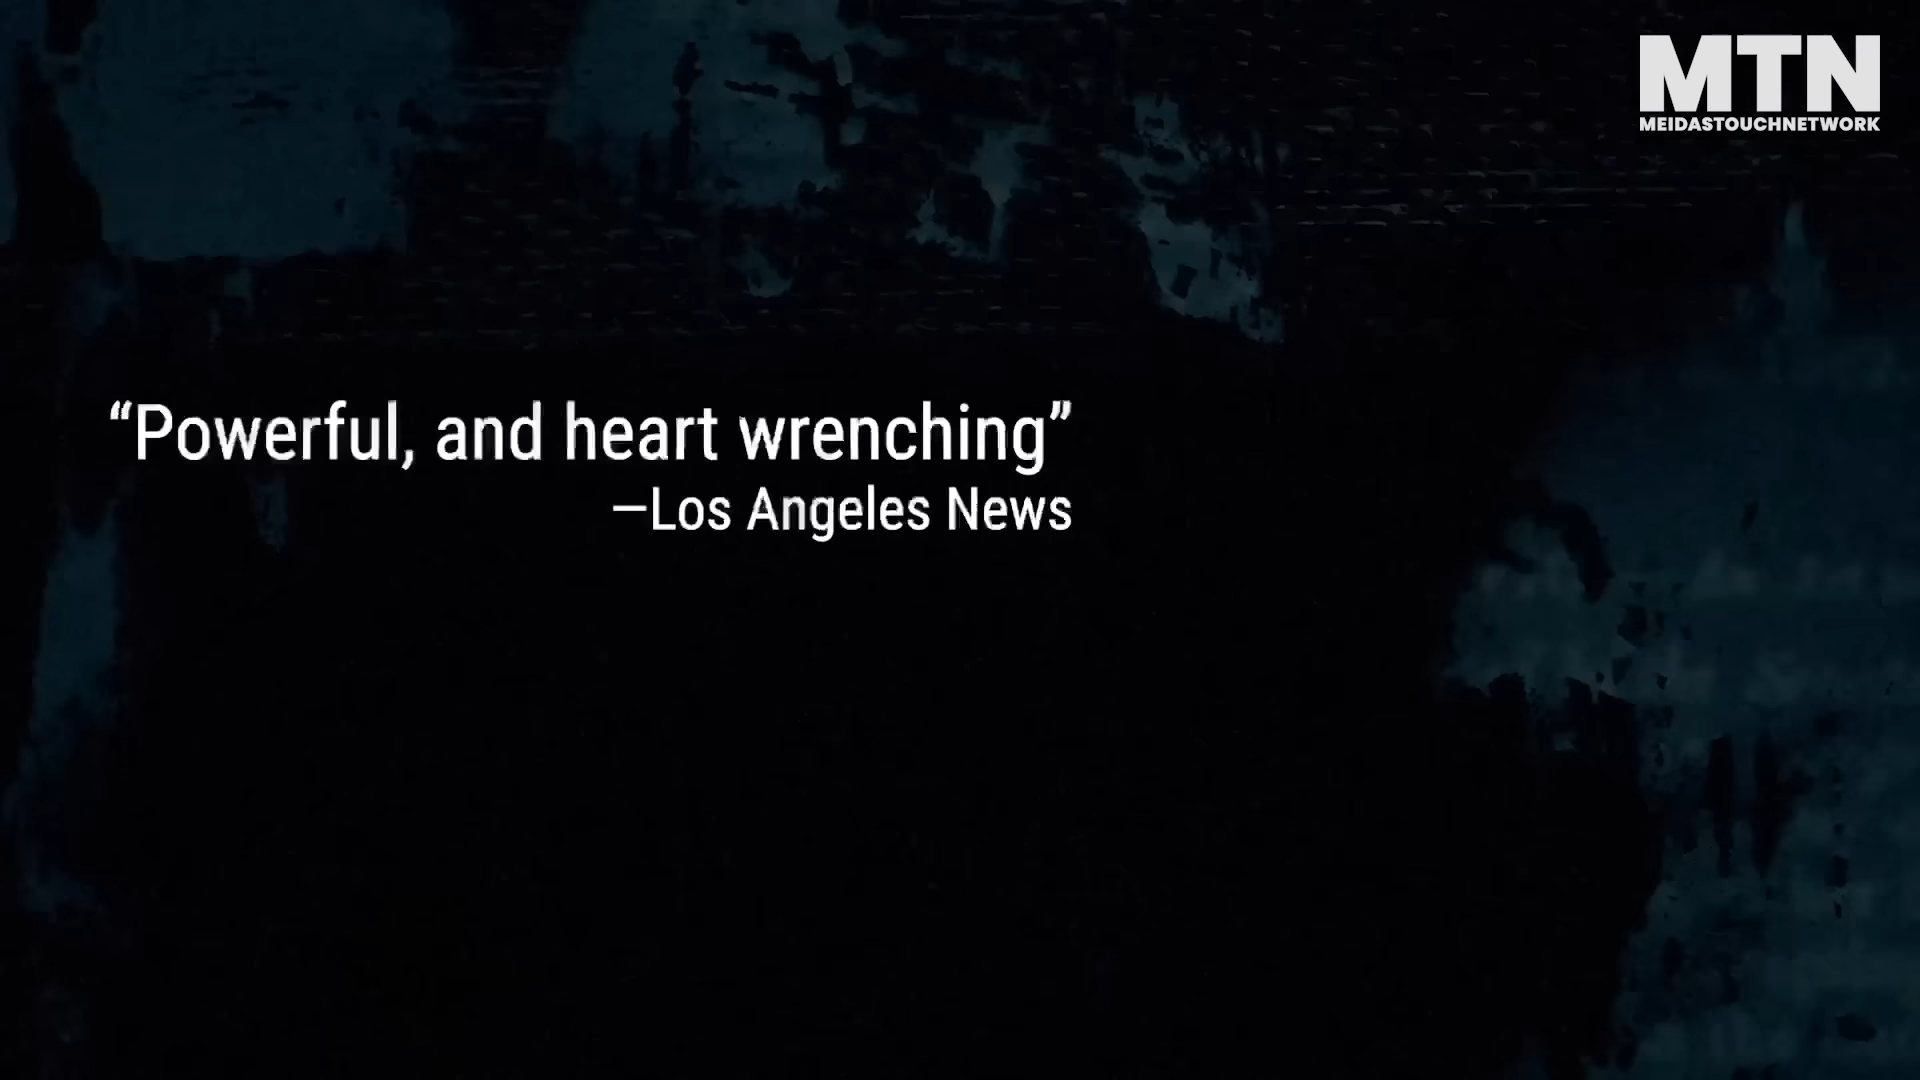 MTN
MEIDASTOUCHNETWORK
“Powerful, and heart wrenching”
—Los Angeles News